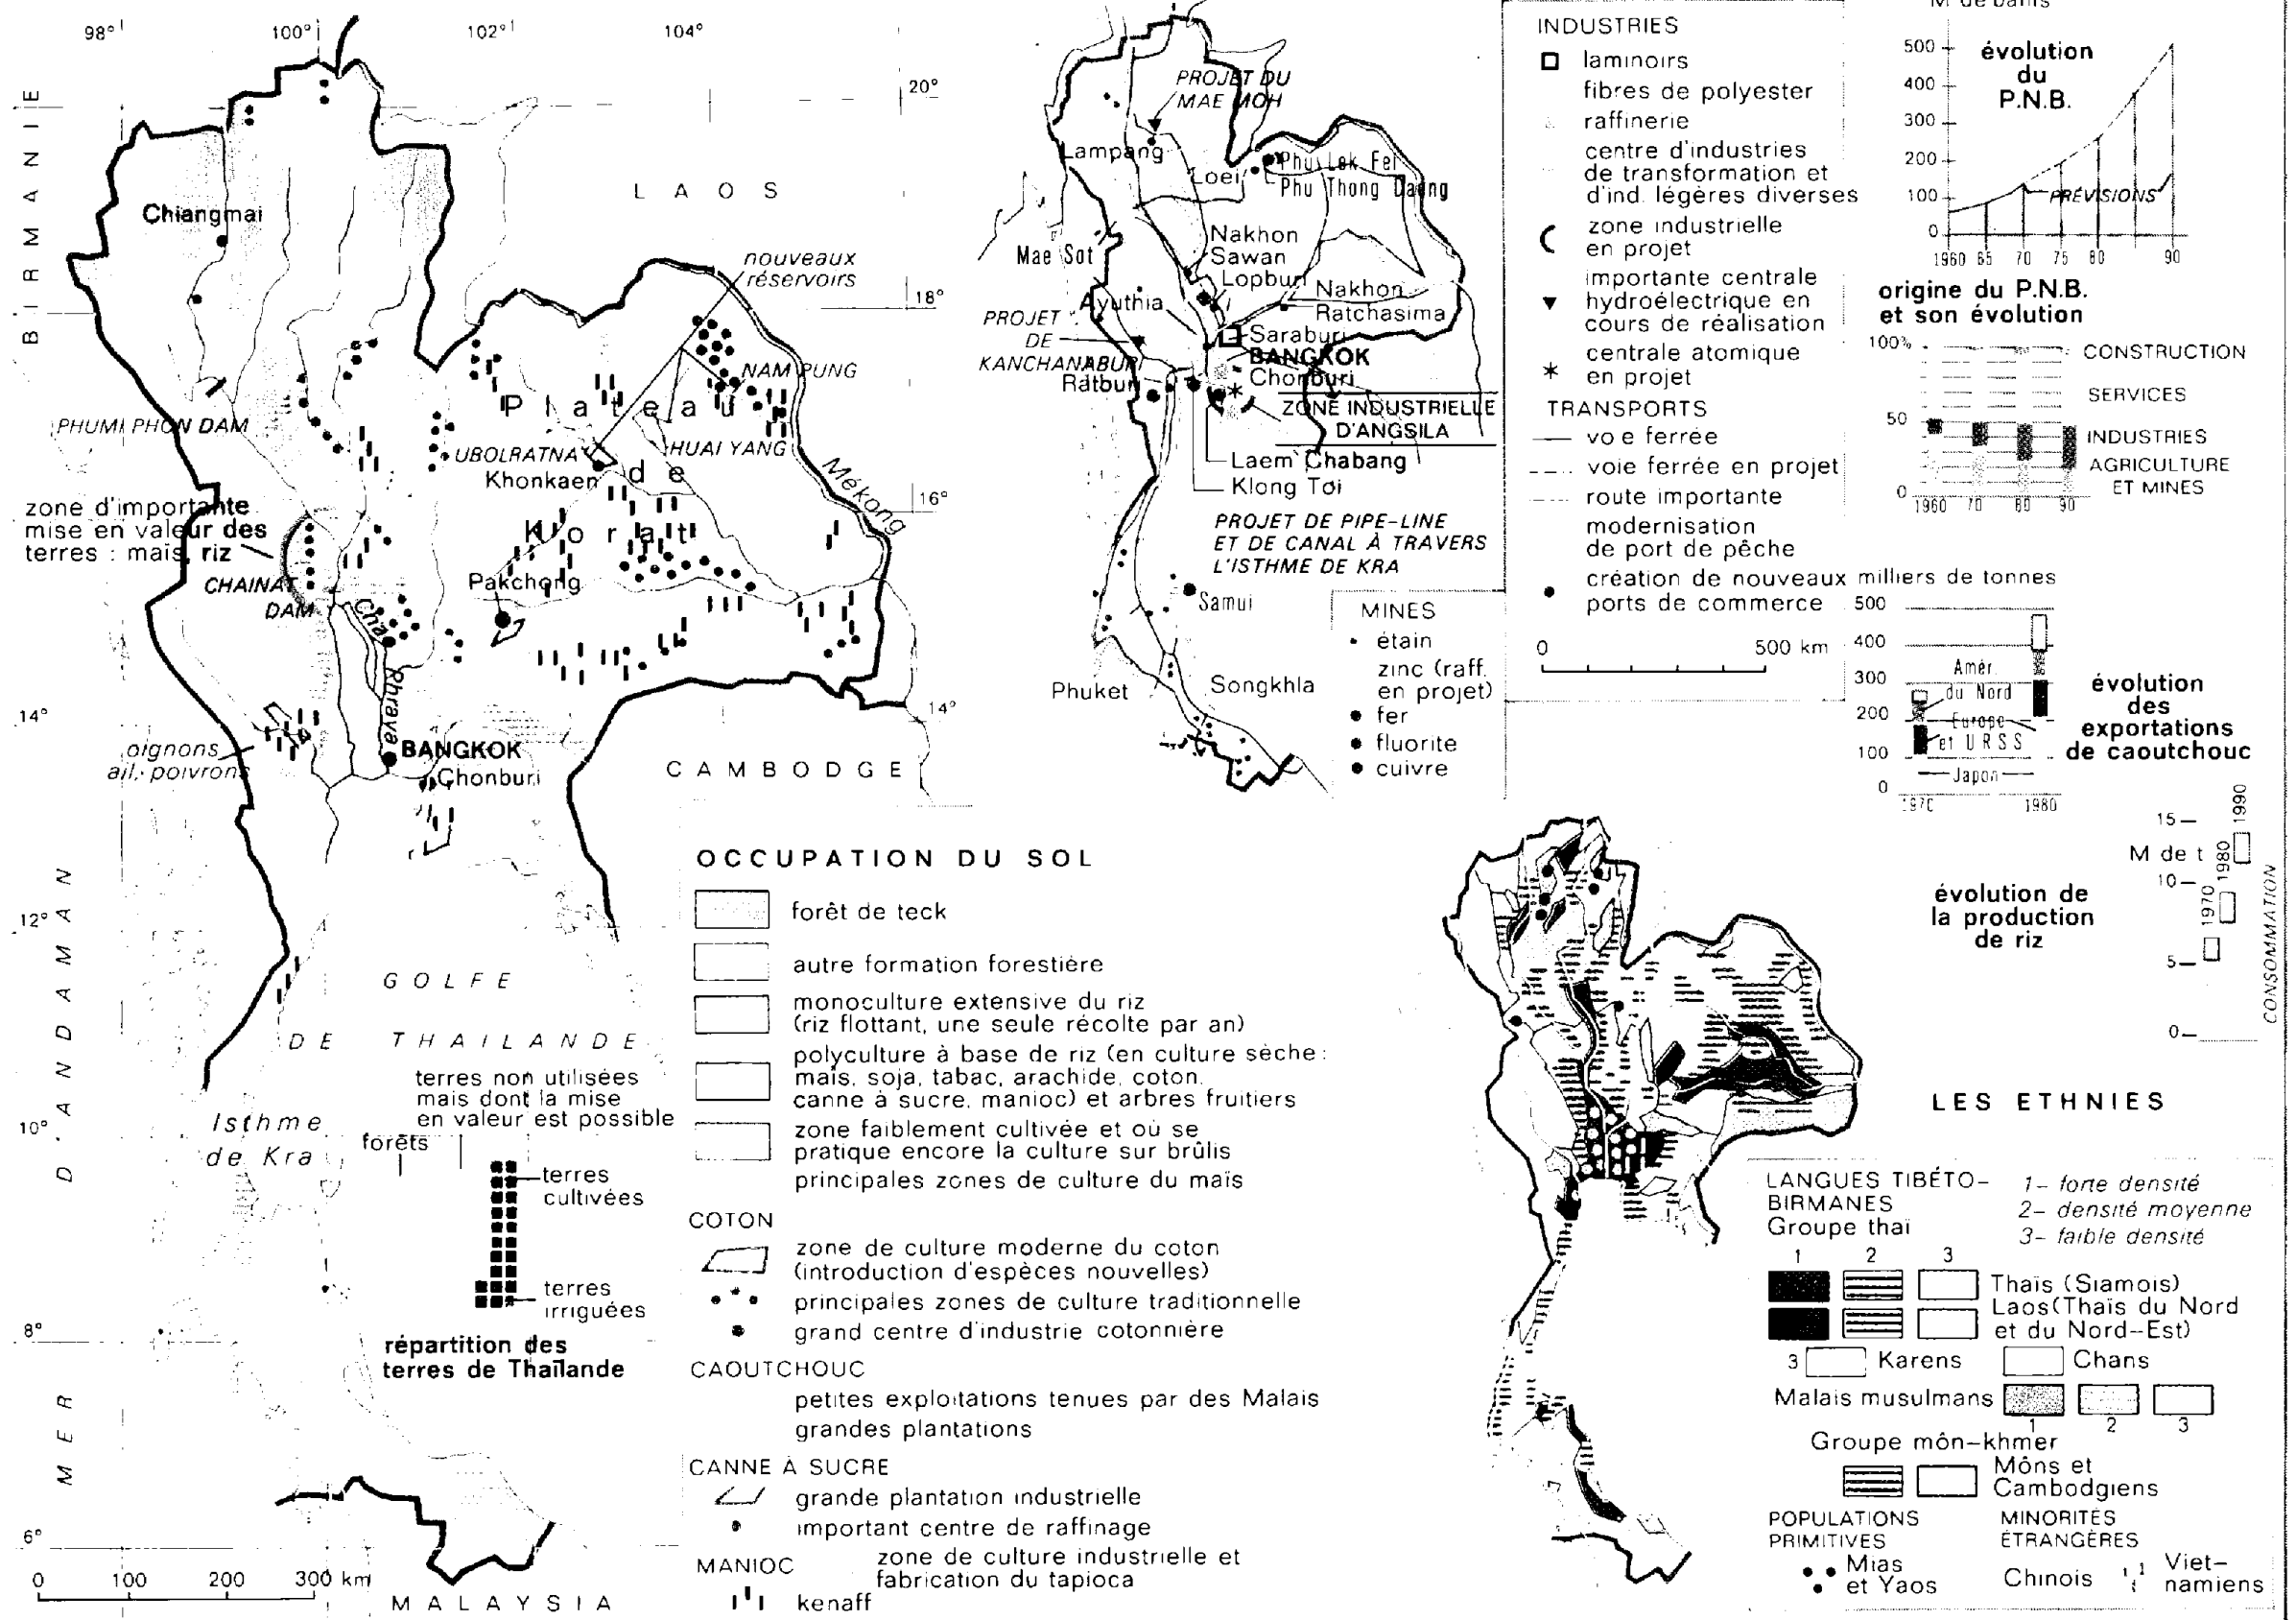 98°
100°
102°
104°
20°
18°
16°
14°
14°
12°
10°
8°
6°
BIRMANIE
LAOS
Chiangmai
nouveaux
réservoirs
NAM PUNG
PHUMI PHON DAM
Plateau
UBOLRATNA
HUAI YANG
Khonkaen
de
Mékong
zone d'importante
mise en valeur des
terres : maïs, riz
Korat
CHAINAT
DAM
Pakchong
Chao
Phraya
oignons
ail, poivrons
BANGKOK
Chonburi
CAMBODGE
MER D'ANDAMAN
GOLFE
DE THAILANDE
Isthme
de Kra
terres non utilisées
mais dont la mise
en valeur est possible
forêts
terres
cultivées
terres
irriguées
répartition des
terres de Thaïlande
0 100 200 300 km
MALAYSIA
OCCUPATION DU SOL
forêt de teck
autre formation forestière
monoculture extensive du riz
(riz flottant, une seule récolte par an)
polyculture à base de riz (en culture sèche :
maïs, soja, tabac, arachide, coton,
canne à sucre, manioc) et arbres fruitiers
zone faiblement cultivée et où se
pratique encore la culture sur brûlis
principales zones de culture du maïs
COTON
zone de culture moderne du coton
(introduction d'espèces nouvelles)
principales zones de culture traditionnelle
grand centre d'industrie cotonnière
CAOUTCHOUC
petites exploitations tenues par des Malais
grandes plantations
CANNE À SUCRE
grande plantation industrielle
important centre de raffinage
MANIOC
zone de culture industrielle et
fabrication du tapioca
kenaff
PROJET DU
MAE MOH
Lampang
Phu Lek Fei
Loei
Phu Thong Daeng
Mae Sot
Nakhon
Sawan
Lopburi
Ayuthia
Nakhon
Ratchasima
PROJET
DE
KANCHANABURI
Saraburi
BANGKOK
Ratburi
Chonburi
ZONE INDUSTRIELLE
D'ANGSILA
Laem Chabang
Klong Toi
PROJET DE PIPE-LINE
ET DE CANAL À TRAVERS
L'ISTHME DE KRA
Samui
Phuket
Songkhla
MINES
étain
zinc (raff.
en projet)
fer
fluorite
cuivre
INDUSTRIES
laminoirs
fibres de polyester
raffinerie
centre d'industries
de transformation et
d'ind. légères diverses
zone industrielle
en projet
importante centrale
hydroélectrique en
cours de réalisation
centrale atomique
en projet
TRANSPORTS
voie ferrée
voie ferrée en projet
route importante
modernisation
de port de pêche
création de nouveaux
ports de commerce
0 500 km
M de bahts
500
400
300
200
100
0
évolution
du
P.N.B.
PRÉVISIONS
1960 65 70 75 80 90
origine du P.N.B.
et son évolution
100%
50
0
CONSTRUCTION
SERVICES
INDUSTRIES
AGRICULTURE
ET MINES
1960 70 80 90
milliers de tonnes
500
400
300
200
100
0
Amér.
du Nord
Europe
et URSS
Japon
1970 1980
évolution
des
exportations
de caoutchouc
15
M de t
10
5
0
1970
1980
1990
CONSOMMATION
évolution de
la production
de riz
LES ETHNIES
LANGUES TIBÉTO-
BIRMANES
Groupe thaï
1- forte densité
2- densité moyenne
3- faible densité
1 2 3
Thaïs (Siamois)
Laos (Thaïs du Nord
et du Nord-Est)
3 Karens Chans
Malais musulmans
1 2 3
Groupe môn-khmer
Môns et
Cambodgiens
POPULATIONS
PRIMITIVES
Mias
et Yaos
MINORITÉS
ÉTRANGÈRES
Chinois
Viet-
namiens